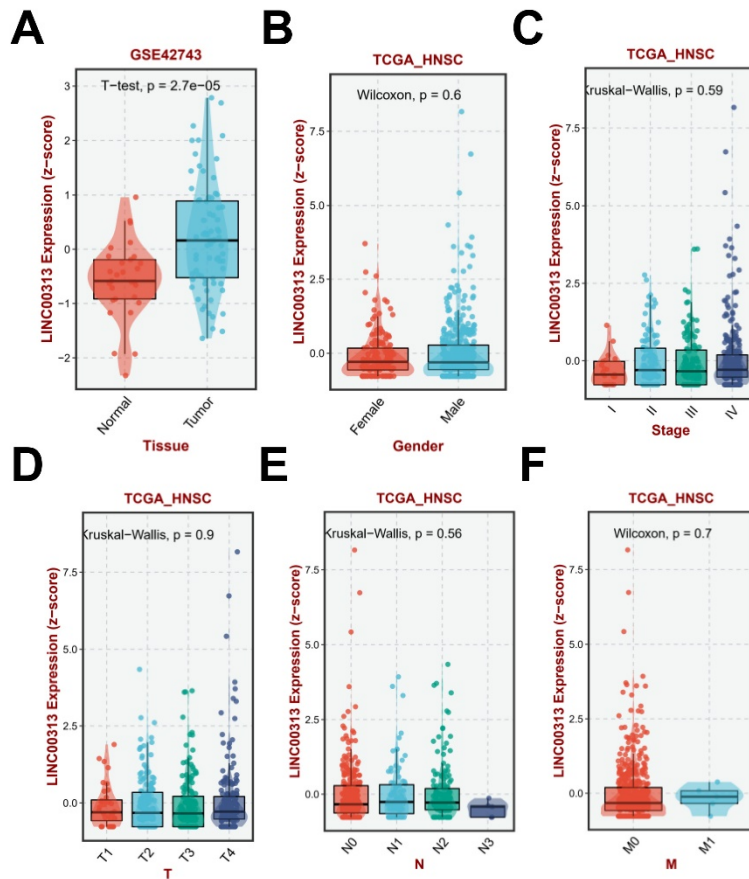 A
GSE42743
T-test, p = 2.7e-05
LINC00313 Expression (z-score)
3
2
1
0
-1
-2
Normal
Tumor
Tissue
B
TCGA_HNSC
Wilcoxon, p = 0.6
LINC00313 Expression (z-score)
7.5
5.0
2.5
0.0
Female
Male
Gender
C
TCGA_HNSC
Kruskal-Wallis, p = 0.59
LINC00313 Expression (z-score)
7.5
5.0
2.5
0.0
I
II
III
IV
Stage
D
TCGA_HNSC
Kruskal-Wallis, p = 0.9
LINC00313 Expression (z-score)
7.5
5.0
2.5
0.0
T1
T2
T3
T4
T
E
TCGA_HNSC
Kruskal-Wallis, p = 0.56
LINC00313 Expression (z-score)
7.5
5.0
2.5
0.0
N0
N1
N2
N3
N
F
TCGA_HNSC
Wilcoxon, p = 0.7
LINC00313 Expression (z-score)
7.5
5.0
2.5
0.0
M0
M1
M